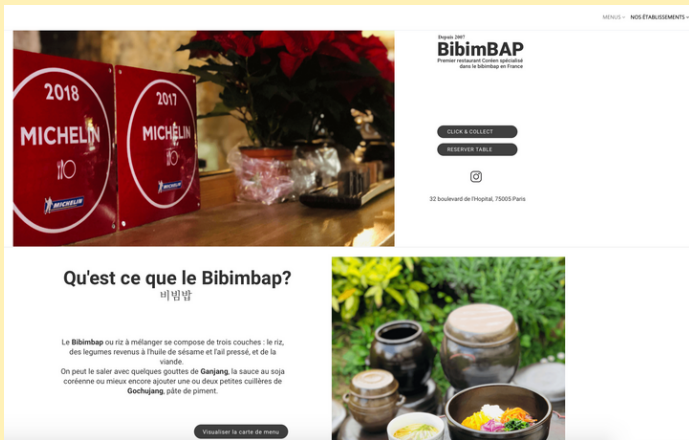 MENUS
NOS ÉTABLISSEMENTS
Depuis 2007
BibimBAP
Premier restaurant Coréen spécialisé
dans le bibimbap en France
2018
MICHELIN
MICHELIN
2017
MICHELIN
MICHELIN
CLICK & COLLECT
RESERVER TABLE
32 boulevard de l'Hopital, 75005 Paris
Qu'est ce que le Bibimbap?
비빔밥
Le Bibimbap ou riz à mélanger se compose de trois couches : le riz,
des legumes revenus à l'huile de sésame et l'ail pressé, et de la
viande.
On peut le saler avec quelques gouttes de Ganjang, la sauce au soja
coréenne ou mieux encore ajouter une ou deux petites cuillères de
Gochujang, pâte de piment.
Visualiser la carte de menu